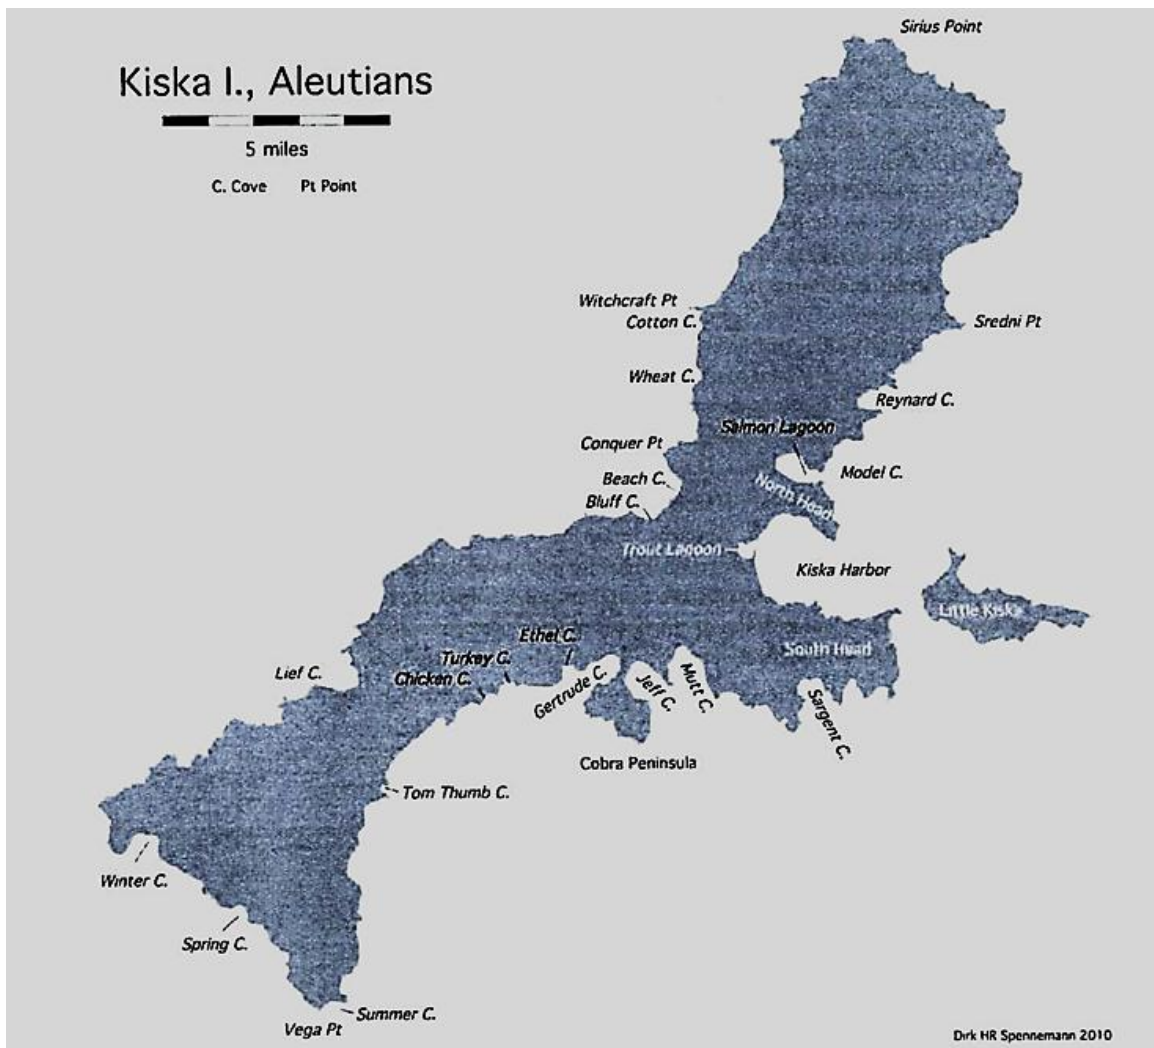 Sirius Point
Kiska I., Aleutians
5 miles
C. Cove Pt Point
Witchcraft Pt
Cotton C.
Sredni Pt
Wheat C.
Reynard C.
Salmon Lagoon
Conquer Pt
Model C.
Beach C.
North Head
Bluff C.
Trout Lagoon
Kiska Harbor
Little Kiska
Ethel C.
South Head
Turkey C.
Lief C.
Chicken C.
Gertrude C.
Jeff C.
Mutt C.
Sargent C.
Cobra Peninsula
Tom Thumb C.
Winter C.
Spring C.
Summer C.
Vega Pt
Dirk HR Spennemann 2010